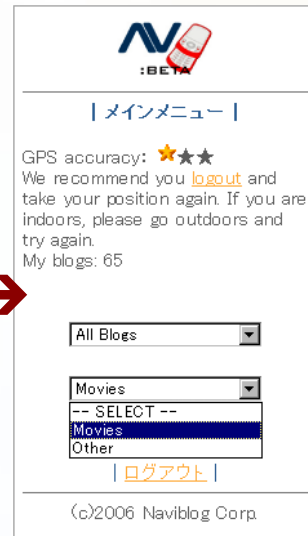 NV
:BETA
| メインメニュー |
GPS accuracy: ★★★
We recommend you logout and
take your position again. If you are
indoors, please go outdoors and
try again.
My blogs: 65
All Blogs
Movies
-- SELECT --
Movies
Other
| ログアウト |
(c)2006 Naviblog Corp.